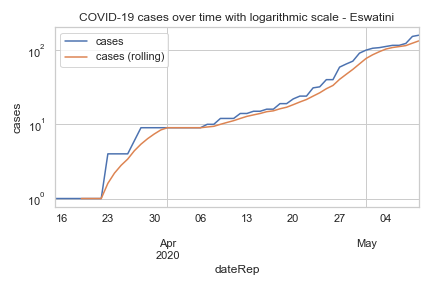 COVID-19 cases over time with logarithmic scale - Eswatini
cases
cases (rolling)
10²
10¹
10⁰
cases
16 23 30 06 13 20 27 04
Apr May
2020
dateRep